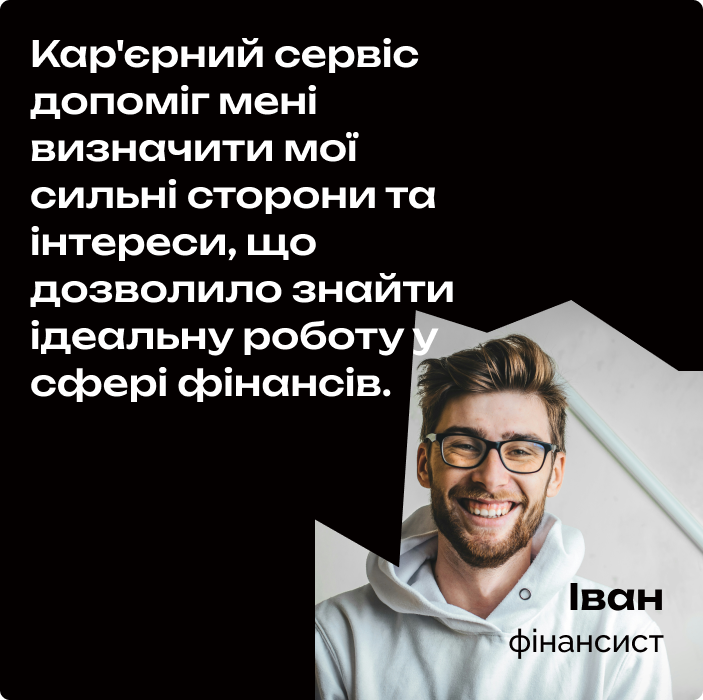 Кар'єрний сервіс
допоміг мені
визначити мої
сильні сторони та
інтереси, що
дозволило знайти
ідеальну роботу у
сфері фінансів.
Іван
фінансист